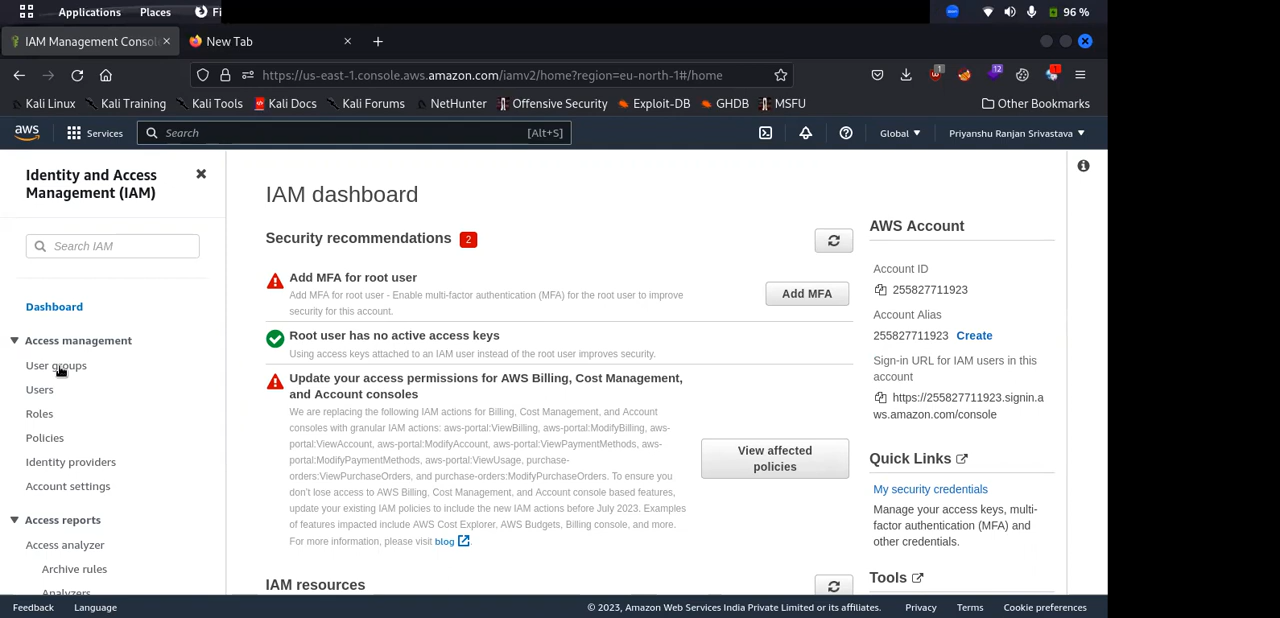 Applications Places Fi
96 %
IAM Management Consol
New Tab
https://us-east-1.console.aws.amazon.com/iamv2/home?region=eu-north-1#/home
1
12
1
Kali Linux Kali Training Kali Tools Kali Docs Kali Forums NetHunter Offensive Security Exploit-DB GHDB MSFU Other Bookmarks
aws Services Search [Alt+S] Global Priyanshu Ranjan Srivastava
Identity and Access
Management (IAM)
Search IAM
Dashboard
Access management
User groups
Users
Roles
Policies
Identity providers
Account settings
Access reports
Access analyzer
Archive rules
Analyzers
IAM dashboard
Security recommendations 2
Add MFA for root user
Add MFA for root user - Enable multi-factor authentication (MFA) for the root user to improve
security for this account.
Add MFA
Root user has no active access keys
Using access keys attached to an IAM user instead of the root user improves security.
Update your access permissions for AWS Billing, Cost Management,
and Account consoles
We are replacing the following IAM actions for Billing, Cost Management, and Account
consoles with granular IAM actions: aws-portal:ViewBilling, aws-portal:ModifyBilling, aws-
portal:ViewAccount, aws-portal:ModifyAccount, aws-portal:ViewPaymentMethods, aws-
portal:ModifyPaymentMethods, aws-portal:ViewUsage, purchase-
orders:ViewPurchaseOrders, and purchase-orders:ModifyPurchaseOrders. To ensure you
don't lose access to AWS Billing, Cost Management, and Account console based features,
update your existing IAM policies to include the new IAM actions before July 2023. Examples
of features impacted include AWS Cost Explorer, AWS Budgets, Billing console, and more.
For more information, please visit blog .
View affected
policies
IAM resources
AWS Account
Account ID
255827711923
Account Alias
255827711923 Create
Sign-in URL for IAM users in this
account
https://255827711923.signin.a
ws.amazon.com/console
Quick Links
My security credentials
Manage your access keys, multi-
factor authentication (MFA) and
other credentials.
Tools
Feedback Language © 2023, Amazon Web Services India Private Limited or its affiliates. Privacy Terms Cookie preferences